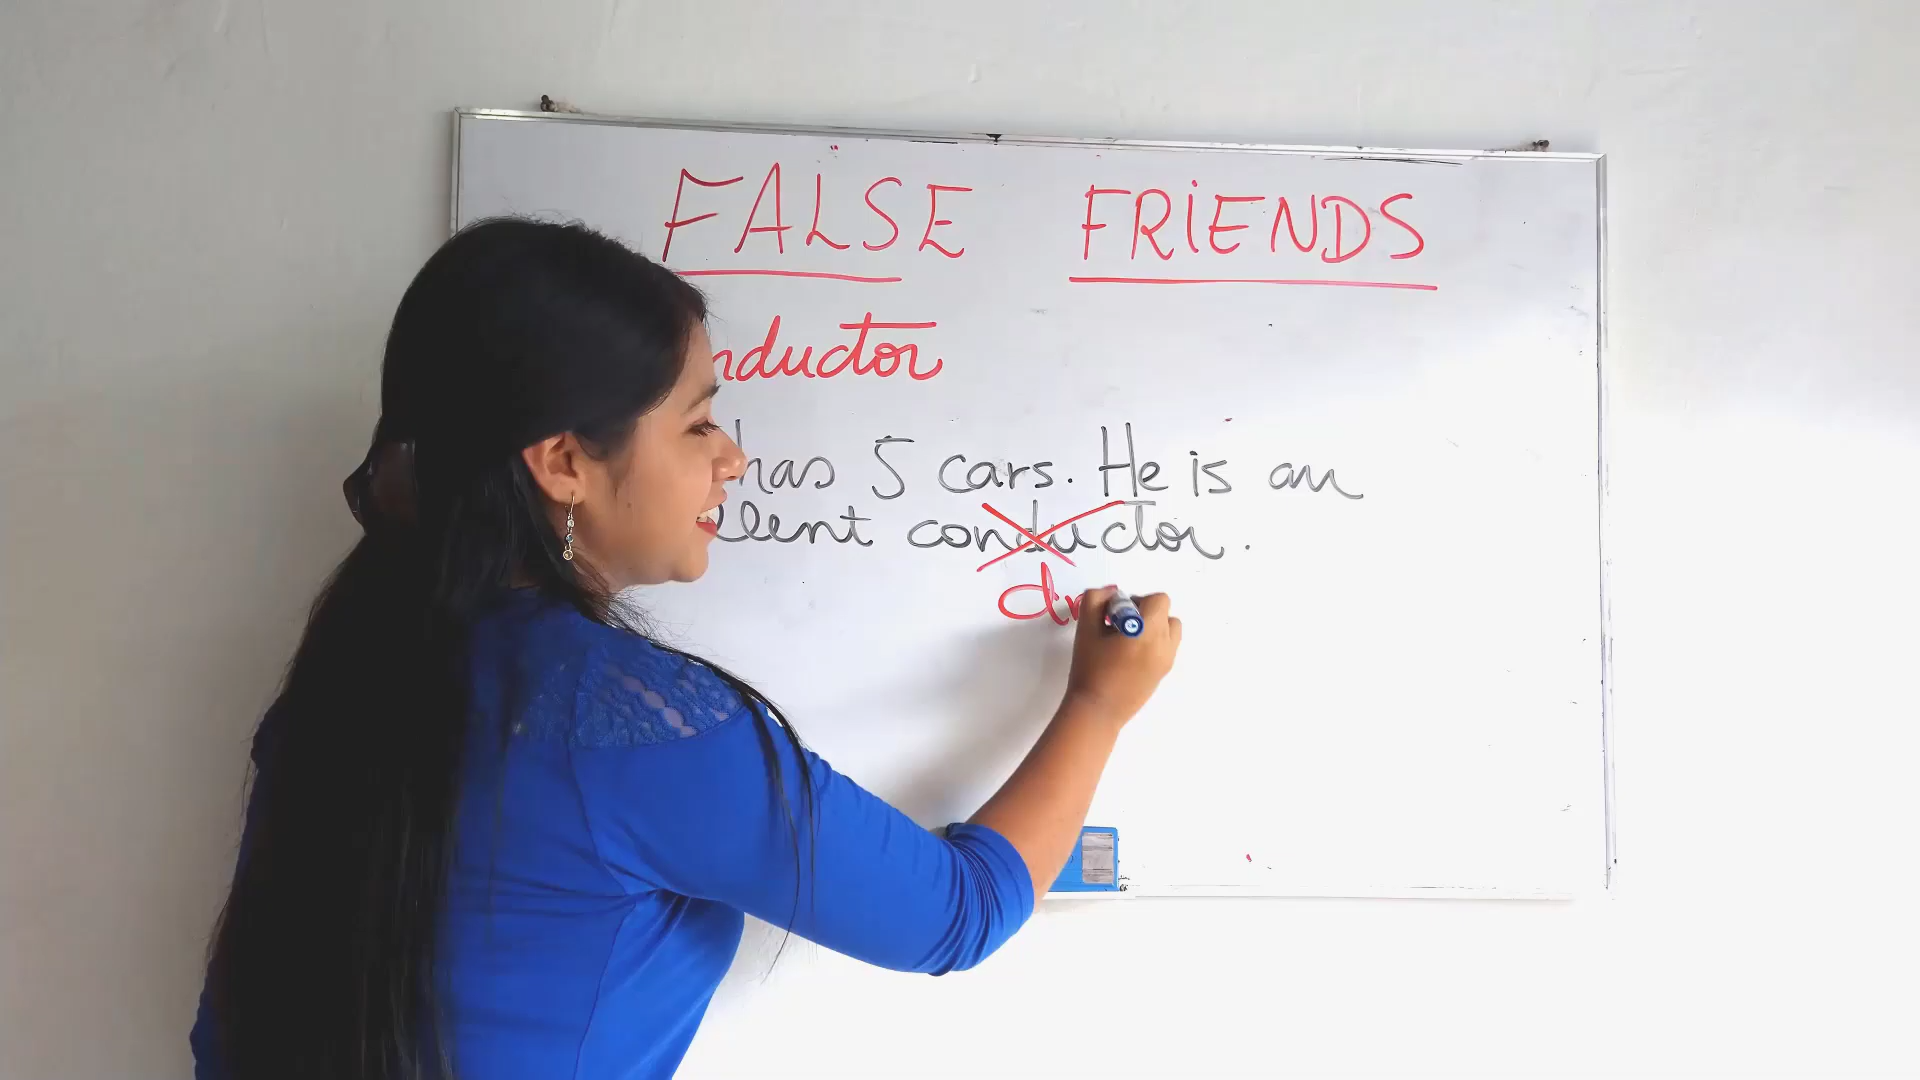 FALSE FRIENDS
nductor
has 5 cars. He is an
llent conductor.
dr